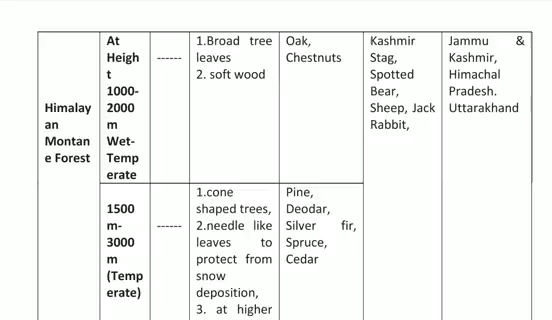 Himalay
an
Montan
e Forest
At
Heigh
t
1000-
2000
m
Wet-
Temp
erate
------
1.Broad tree
leaves
2. soft wood
Oak,
Chestnuts
Kashmir
Stag,
Spotted
Bear,
Sheep, Jack
Rabbit,
Jammu &
Kashmir,
Himachal
Pradesh.
Uttarakhand
1500
m-
3000
m
(Temp
erate)
------
1.cone
shaped trees,
2.needle like
leaves to
protect from
snow
deposition,
3. at higher
Pine,
Deodar,
Silver fir,
Spruce,
Cedar